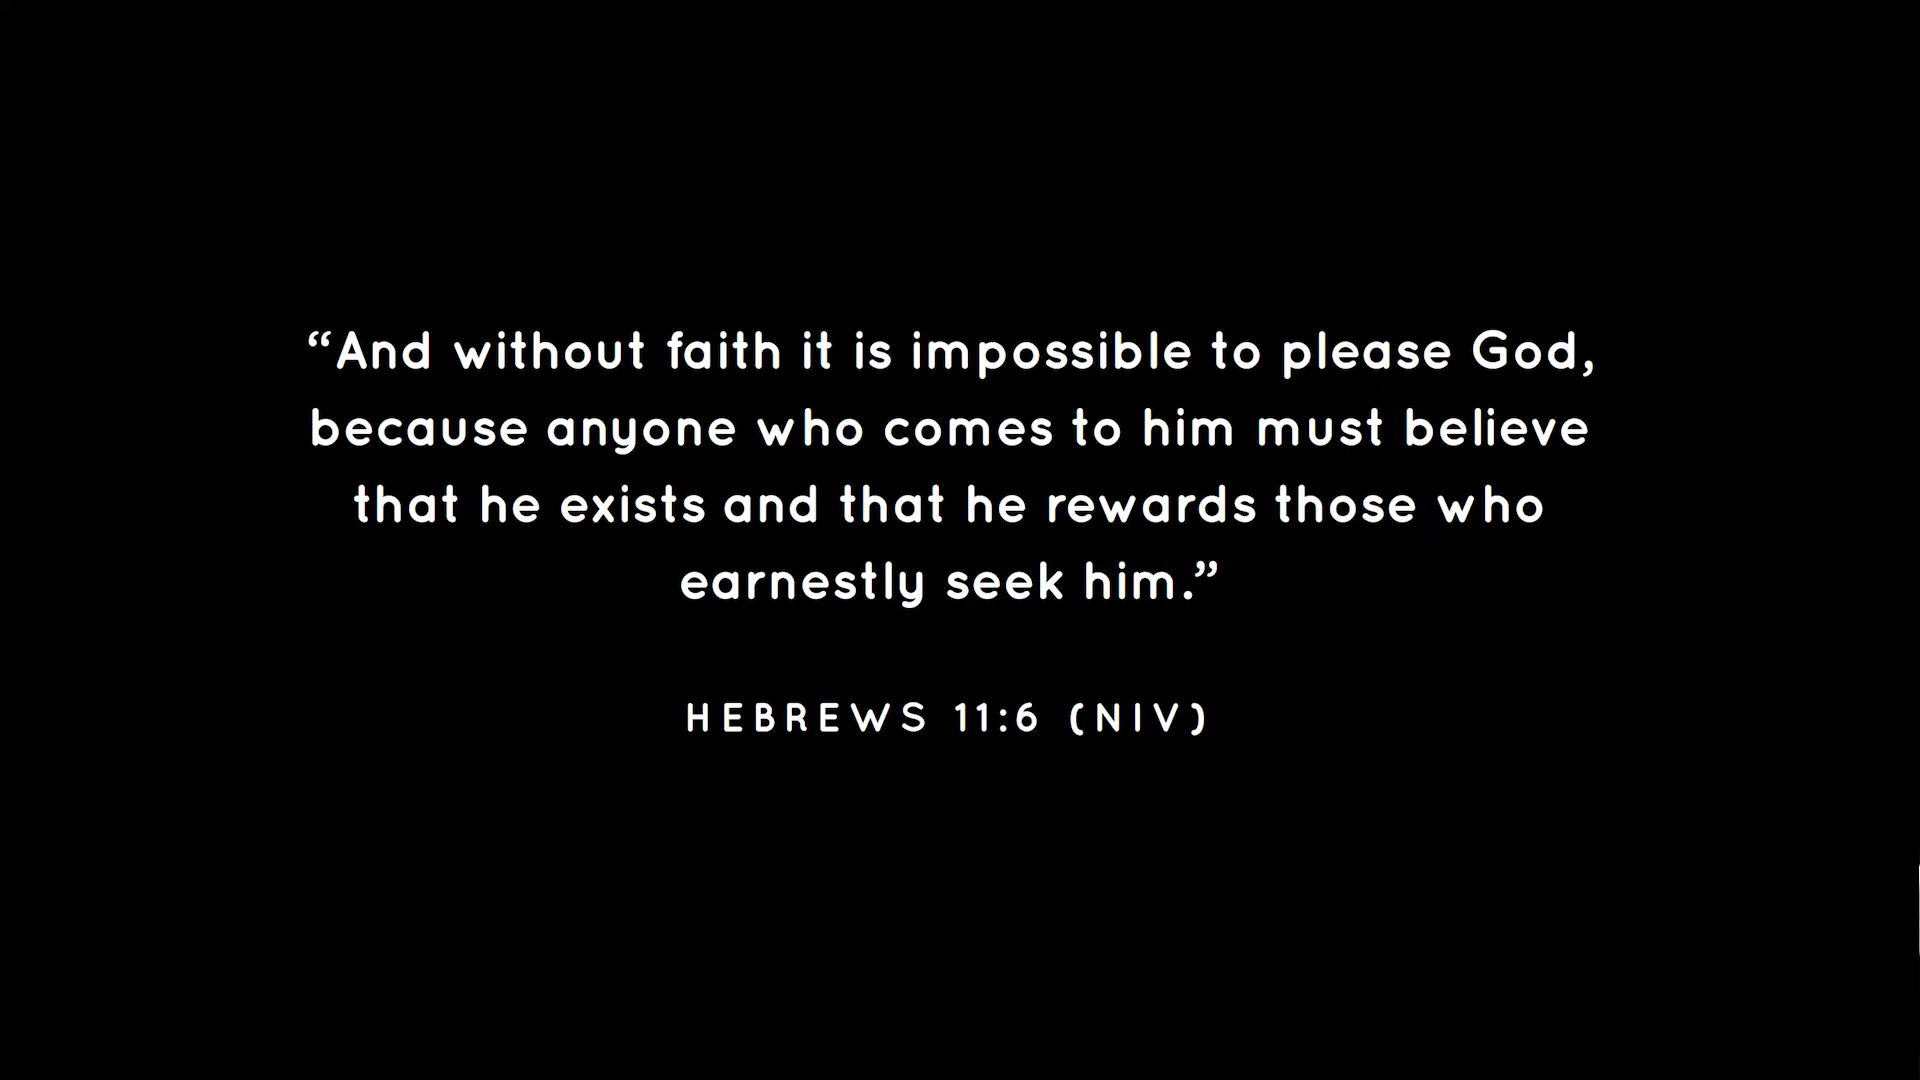 “And without faith it is impossible to please God,
because anyone who comes to him must believe
that he exists and that he rewards those who
earnestly seek him.”
HEBREWS 11:6 (NIV)